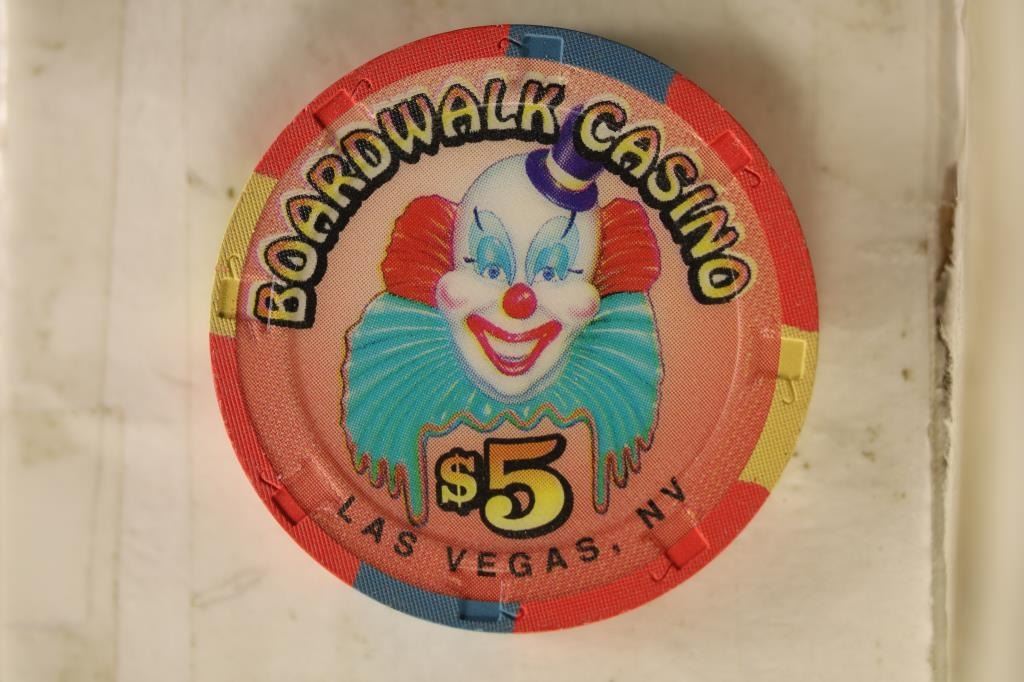 BOARDWALK CASINO
$5
LAS VEGAS, NV